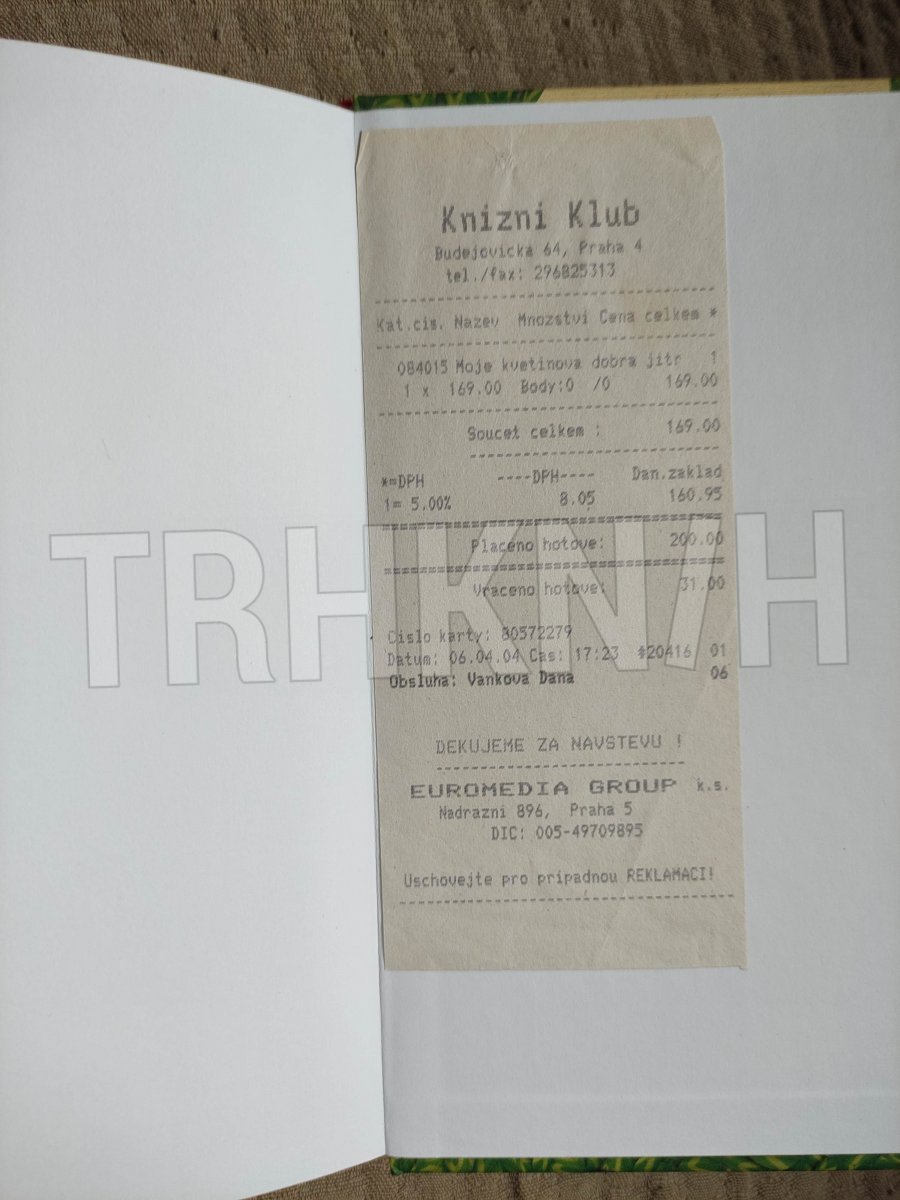 Knizni Klub
Budejovicka 64, Praha 4
tel./fax: 296825313
Kat.cis. Nazev Mnozstvi Cena celkem *
084015 Moje kvetinova dobra jitr 1
1 x 169.00 Body:0 /0 169.00
Soucet celkem : 169.00
*=DPH ----DPH---- Dan.zaklad
1= 5.00% 8.05 160.95
Placeno hotove: 200.00
Vraceno hotove: 31.00
TRHKNIH
Cislo karty: 80572279
Datum: 06.04.04 Cas: 17:23 #20416 01
Obsluha: Vankova Dana 06
DEKUJEME ZA NAVSTEVU !
EUROMEDIA GROUP k.s.
Nadrazni 896, Praha 5
DIC: 005-49709895
Uschovejte pro pripadnou REKLAMACI!